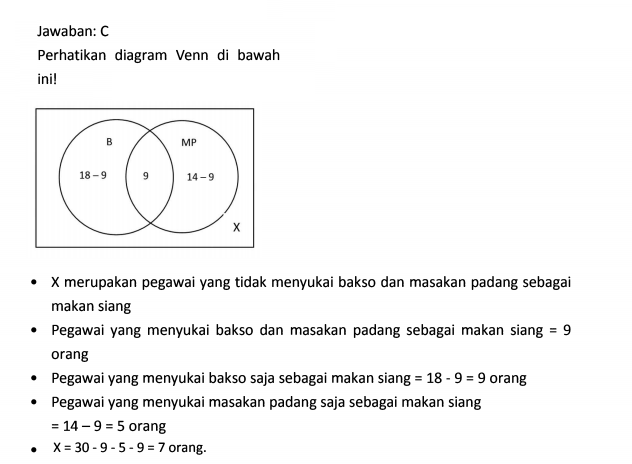 Jawaban: C
Perhatikan diagram Venn di bawah
ini!
B
MP
18 – 9
9
14 – 9
X
• X merupakan pegawai yang tidak menyukai bakso dan masakan padang sebagai
makan siang
• Pegawai yang menyukai bakso dan masakan padang sebagai makan siang = 9
orang
• Pegawai yang menyukai bakso saja sebagai makan siang = 18 - 9 = 9 orang
• Pegawai yang menyukai masakan padang saja sebagai makan siang
= 14 – 9 = 5 orang
• X = 30 - 9 - 5 - 9 = 7 orang.